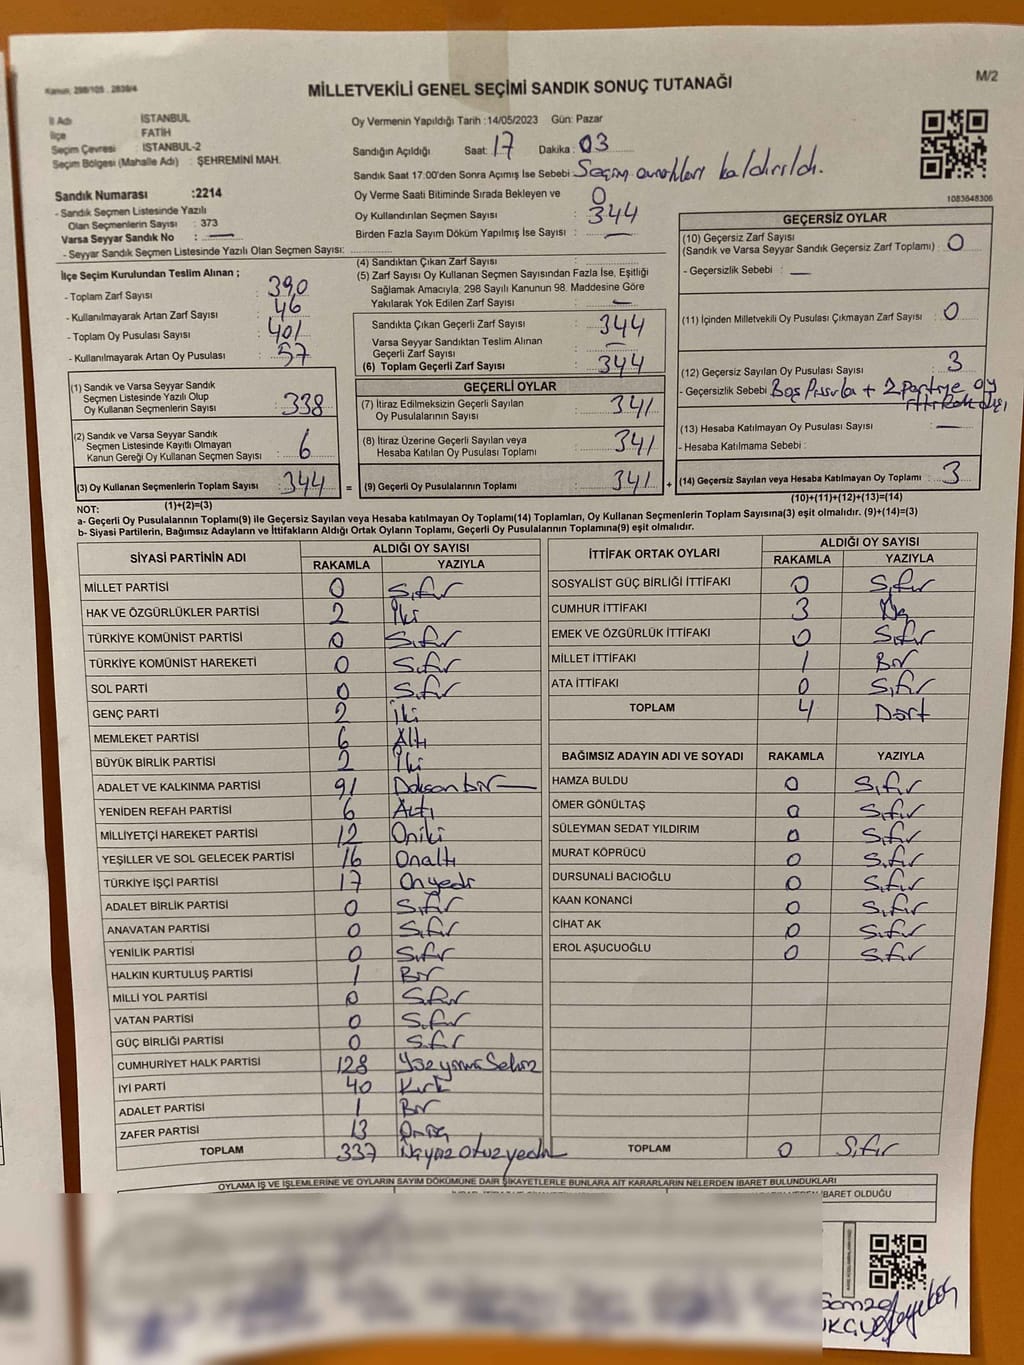 Kanun: 298/105 . 2839/4
MİLLETVEKİLİ GENEL SEÇİMİ SANDIK SONUÇ TUTANAĞI
M/2
İl Adı : İSTANBUL
İlçe : FATİH
Seçim Çevresi : İSTANBUL-2
Seçim Bölgesi (Mahalle Adı) : ŞEHREMİNİ MAH.
Sandık Numarası :2214
- Sandık Seçmen Listesinde Yazılı
Olan Seçmenlerin Sayısı : 373
Varsa Seyyar Sandık No : —
- Seyyar Sandık Seçmen Listesinde Yazılı Olan Seçmen Sayısı:
Oy Vermenin Yapıldığı Tarih :14/05/2023 Gün: Pazar
Sandığın Açıldığı Saat: 17 Dakika : 03
Sandık Saat 17:00'den Sonra Açımış İse Sebebi : Seçim evrakları kaldırıldı.
Oy Verme Saati Bitiminde Sırada Bekleyen ve : 0
Oy Kullandırılan Seçmen Sayısı : 344
Birden Fazla Sayım Döküm Yapılmış İse Sayısı : —
1083648306
İlçe Seçim Kurulundan Teslim Alınan ;
- Toplam Zarf Sayısı : 390
- Kullanılmayarak Artan Zarf Sayısı : 46
- Toplam Oy Pusulası Sayısı : 401
- Kullanılmayarak Artan Oy Pusulası : 57
(4) Sandıktan Çıkan Zarf Sayısı :
(5) Zarf Sayısı Oy Kullanan Seçmen Sayısından Fazla İse, Eşitliği
Sağlamak Amacıyla, 298 Sayılı Kanunun 98. Maddesine Göre
Yakılarak Yok Edilen Zarf Sayısı : —
Sandıkta Çıkan Geçerli Zarf Sayısı : 344
Varsa Seyyar Sandıktan Teslim Alınan
Geçerli Zarf Sayısı : —
(6) Toplam Geçerli Zarf Sayısı : 344
GEÇERSİZ OYLAR
(10) Geçersiz Zarf Sayısı
(Sandık ve Varsa Seyyar Sandık Geçersiz Zarf Toplamı) : 0
- Geçersizlik Sebebi : —
(11) İçinden Milletvekili Oy Pusulası Çıkmayan Zarf Sayısı : 0
(12) Geçersiz Sayılan Oy Pusulası Sayısı : 3
- Geçersizlik Sebebi : Boş Pusula + 2 partiye oy
ittifak dışı
(13) Hesaba Katılmayan Oy Pusulası Sayısı : —
- Hesaba Katılmama Sebebi :
(14) Geçersiz Sayılan veya Hesaba Katılmayan Oy Toplamı : 3
(10)+(11)+(12)+(13)=(14)
(1) Sandık ve Varsa Seyyar Sandık
Seçmen Listesinde Yazılı Olup
Oy Kullanan Seçmenlerin Sayısı : 338
(2) Sandık ve Varsa Seyyar Sandık
Seçmen Listesinde Kayıtlı Olmayan
Kanun Gereği Oy Kullanan Seçmen Sayısı : 6
(3) Oy Kullanan Seçmenlerin Toplam Sayısı : 344 =
(1)+(2)=(3)
GEÇERLİ OYLAR
(7) İtiraz Edilmeksizin Geçerli Sayılan
Oy Pusulalarının Sayısı : 341
(8) İtiraz Üzerine Geçerli Sayılan veya
Hesaba Katılan Oy Pusulası Toplamı : 341
(9) Geçerli Oy Pusulalarının Toplamı : 341 +
NOT:
a- Geçerli Oy Pusulalarının Toplamı(9) ile Geçersiz Sayılan veya Hesaba katılmayan Oy Toplamı(14) Toplamları, Oy Kullanan Seçmenlerin Toplam Sayısına(3) eşit olmalıdır. (9)+(14)=(3)
b- Siyasi Partilerin, Bağımsız Adayların ve İttifakların Aldığı Ortak Oyların Toplamı, Geçerli Oy Pusulalarının Toplamına(9) eşit olmalıdır.
SİYASİ PARTİNİN ADI ALDIĞI OY SAYISI
RAKAMLA YAZIYLA
MİLLET PARTİSİ 0 Sıfır
HAK VE ÖZGÜRLÜKLER PARTİSİ 2 İki
TÜRKİYE KOMÜNİST PARTİSİ 0 Sıfır
TÜRKİYE KOMÜNİST HAREKETİ 0 Sıfır
SOL PARTİ 0 Sıfır
GENÇ PARTİ 2 İki
MEMLEKET PARTİSİ 6 Altı
BÜYÜK BİRLİK PARTİSİ 2 İki
ADALET VE KALKINMA PARTİSİ 91 Doksanbir
YENİDEN REFAH PARTİSİ 6 Altı
MİLLİYETÇİ HAREKET PARTİSİ 12 Oniki
YEŞİLLER VE SOL GELECEK PARTİSİ 16 Onaltı
TÜRKİYE İŞÇİ PARTİSİ 17 Onyedi
ADALET BİRLİK PARTİSİ 0 Sıfır
ANAVATAN PARTİSİ 0 Sıfır
YENİLİK PARTİSİ 0 Sıfır
HALKIN KURTULUŞ PARTİSİ 1 Bir
MİLLİ YOL PARTİSİ 0 Sıfır
VATAN PARTİSİ 0 Sıfır
GÜÇ BİRLİĞİ PARTİSİ 0 Sıfır
CUMHURİYET HALK PARTİSİ 128 Yüzyirmi Sekiz
İYİ PARTİ 40 Kırk
ADALET PARTİSİ 1 Bir
ZAFER PARTİSİ 13 Onüç
TOPLAM 337 Üçyüzotuzyedi
İTTİFAK ORTAK OYLARI ALDIĞI OY SAYISI
RAKAMLA YAZIYLA
SOSYALİST GÜÇ BİRLİĞİ İTTİFAKI 0 Sıfır
CUMHUR İTTİFAKI 3 Üç
EMEK VE ÖZGÜRLÜK İTTİFAKI 0 Sıfır
MİLLET İTTİFAKI 1 Bir
ATA İTTİFAKI 0 Sıfır
TOPLAM 4 Dört
BAĞIMSIZ ADAYIN ADI VE SOYADI RAKAMLA YAZIYLA
HAMZA BULDU 0 Sıfır
ÖMER GÖNÜLTAŞ 0 Sıfır
SÜLEYMAN SEDAT YILDIRIM 0 Sıfır
MURAT KÖPRÜCÜ 0 Sıfır
DURSUNALİ BACIOĞLU 0 Sıfır
KAAN KONANCİ 0 Sıfır
CİHAT AK 0 Sıfır
EROL AŞUCUOĞLU 0 Sıfır
TOPLAM 0 Sıfır
OYLAMA İŞ VE İŞLEMLERİNE VE OYLARIN SAYIM DÖKÜMÜNE DAİR ŞİKAYETLERLE BUNLARA AİT KARARLARIN NELERDEN İBARET BULUNDUKLARI
İBARET OLDUĞU